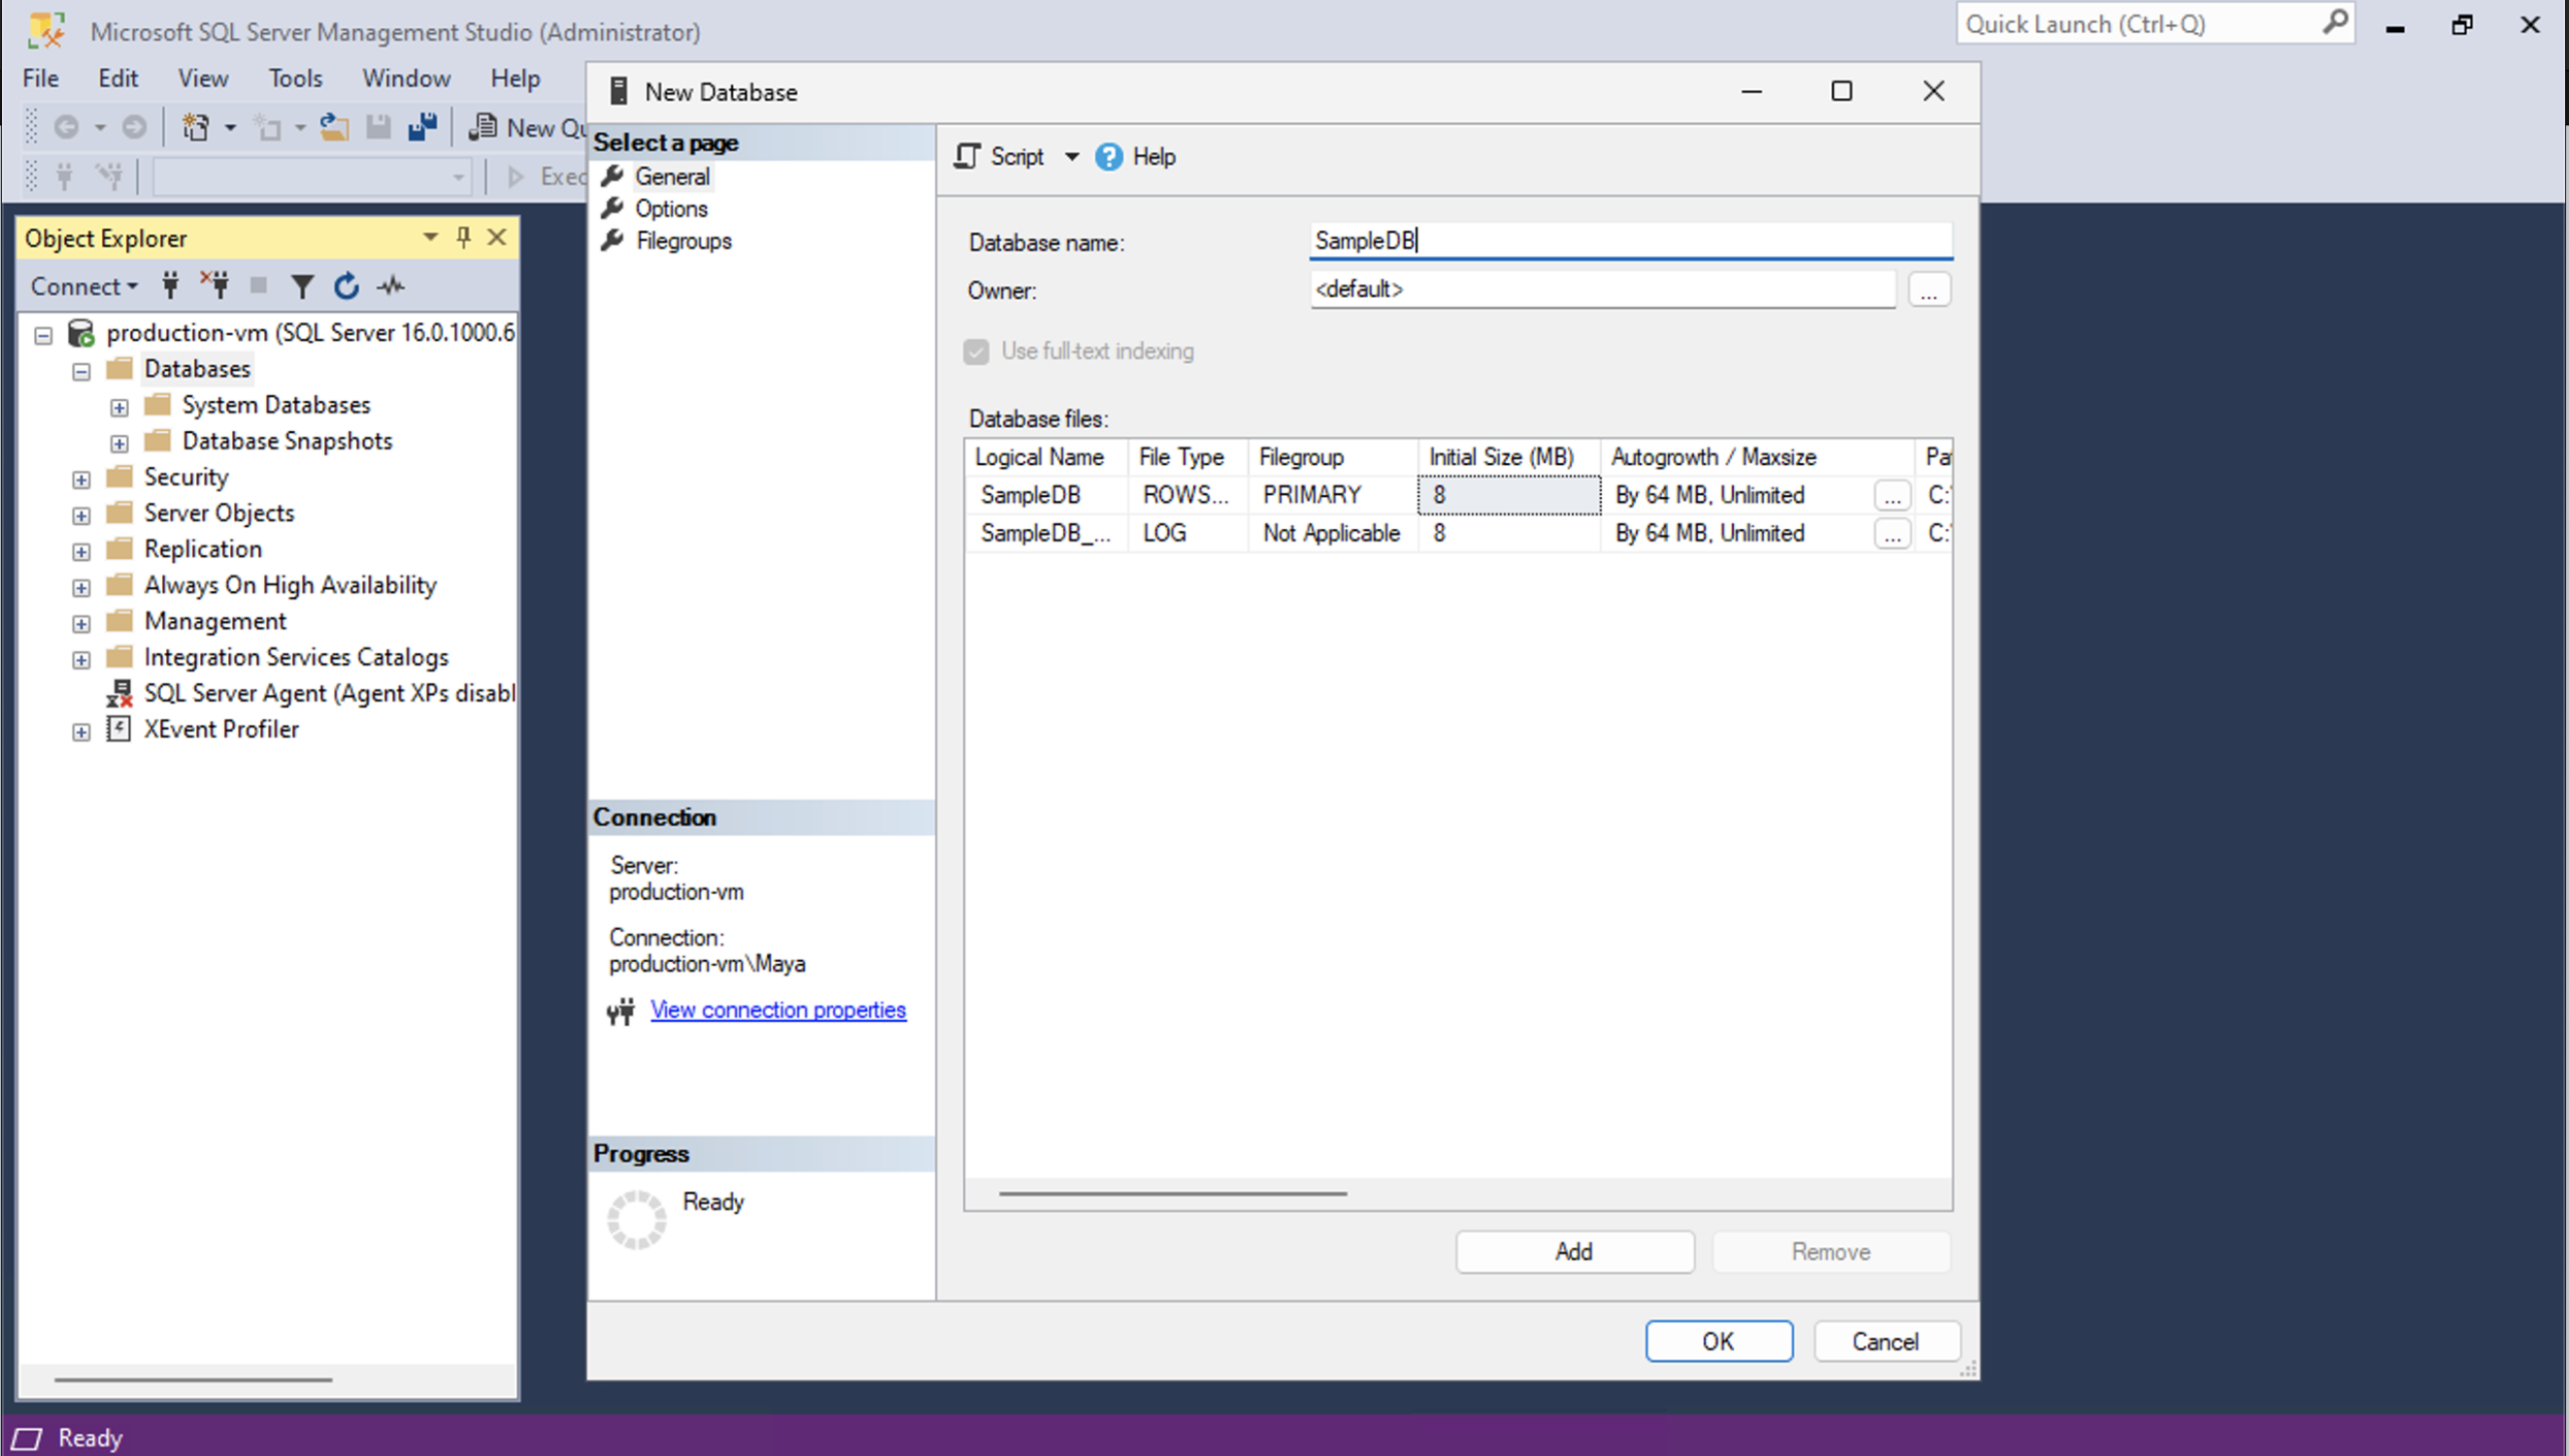 Microsoft SQL Server Management Studio (Administrator)
Quick Launch (Ctrl+Q)
File Edit View Tools Window Help
New Database
New Qu
Exec
Select a page
General
Options
Filegroups
Script Help
Object Explorer
Connect
production-vm (SQL Server 16.0.1000.6
Databases
System Databases
Database Snapshots
Security
Server Objects
Replication
Always On High Availability
Management
Integration Services Catalogs
SQL Server Agent (Agent XPs disabl
XEvent Profiler
Database name: SampleDB
Owner: <default> ...
Use full-text indexing
Database files:
Logical Name File Type Filegroup Initial Size (MB) Autogrowth / Maxsize Pa
SampleDB ROWS... PRIMARY 8 By 64 MB, Unlimited ... C:
SampleDB_... LOG Not Applicable 8 By 64 MB, Unlimited ... C:
Connection
Server:
production-vm
Connection:
production-vm\Maya
View connection properties
Progress
Ready
Add Remove
OK Cancel
Ready